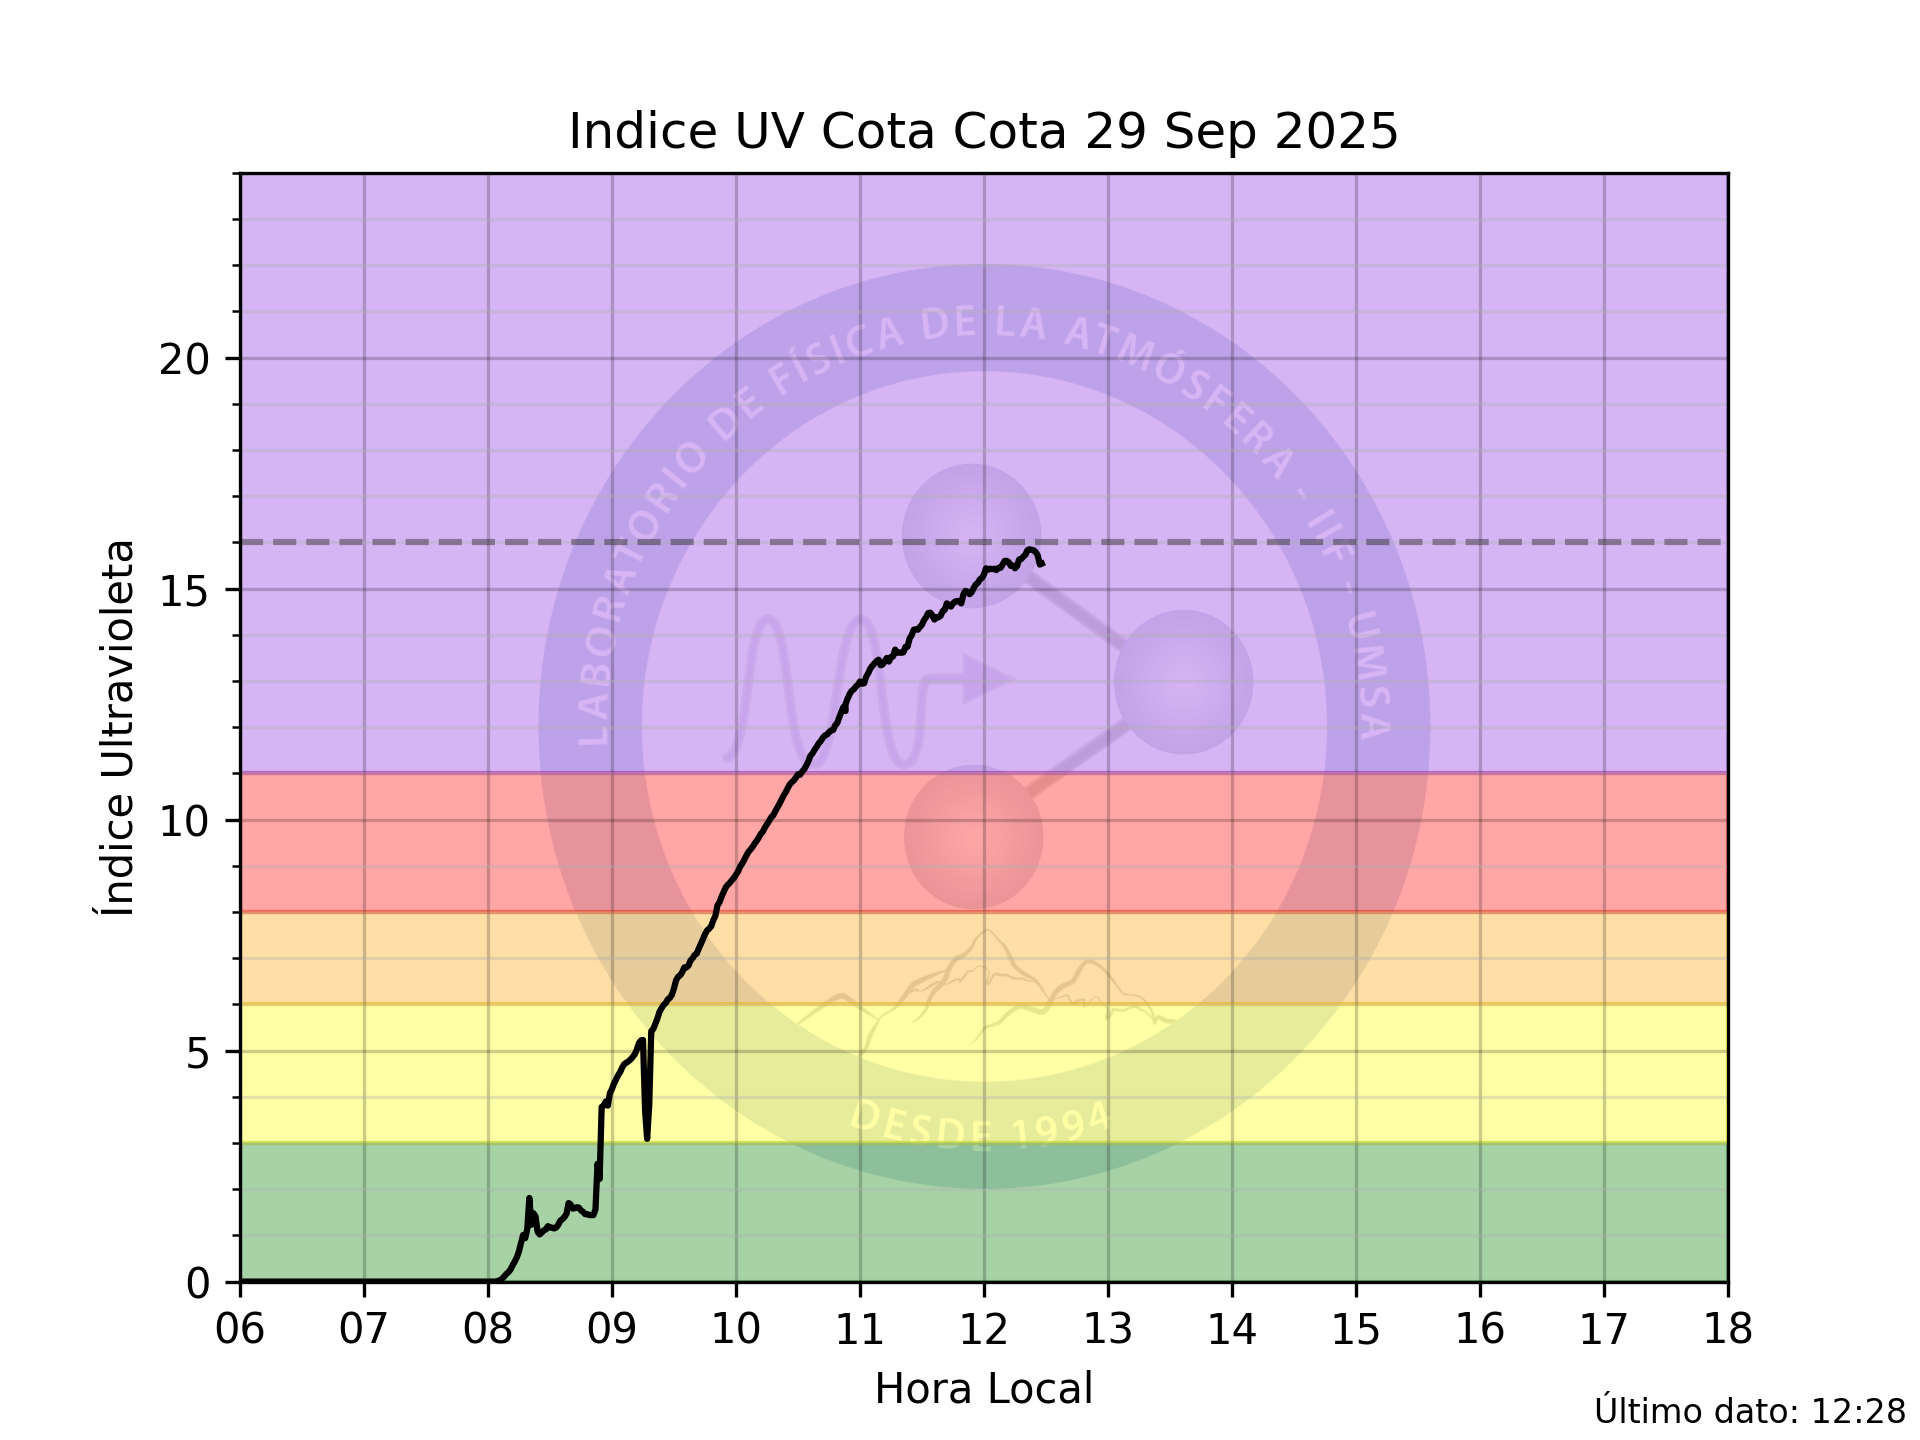 Indice UV Cota Cota 29 Sep 2025
Índice Ultravioleta
20
15
10
5
0
LABORATORIO DE FÍSICA DE LA ATMÓSFERA - IIF - UMSA
DESDE 1994
06 07 08 09 10 11 12 13 14 15 16 17 18
Hora Local
Último dato: 12:28